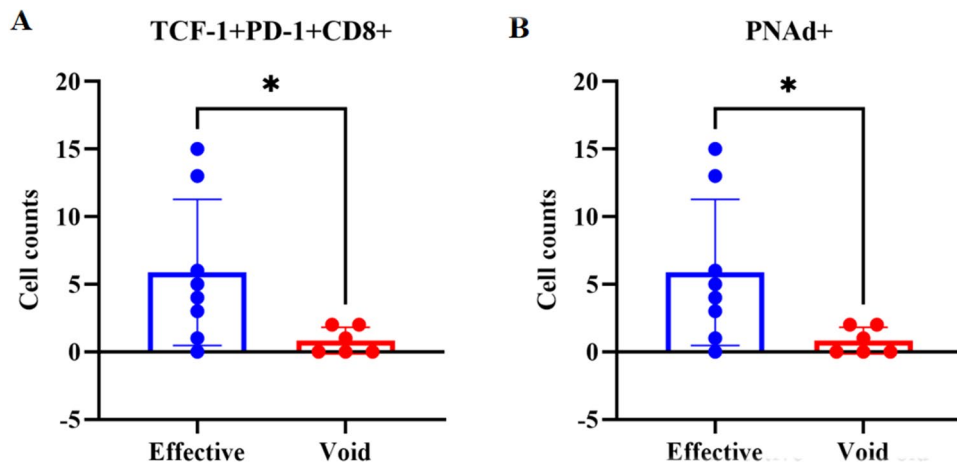 A
TCF-1+PD-1+CD8+
*
Cell counts
20
15
10
5
0
-5
Effective
Void
B
PNAd+
*
Cell counts
20
15
10
5
0
-5
Effective
Void